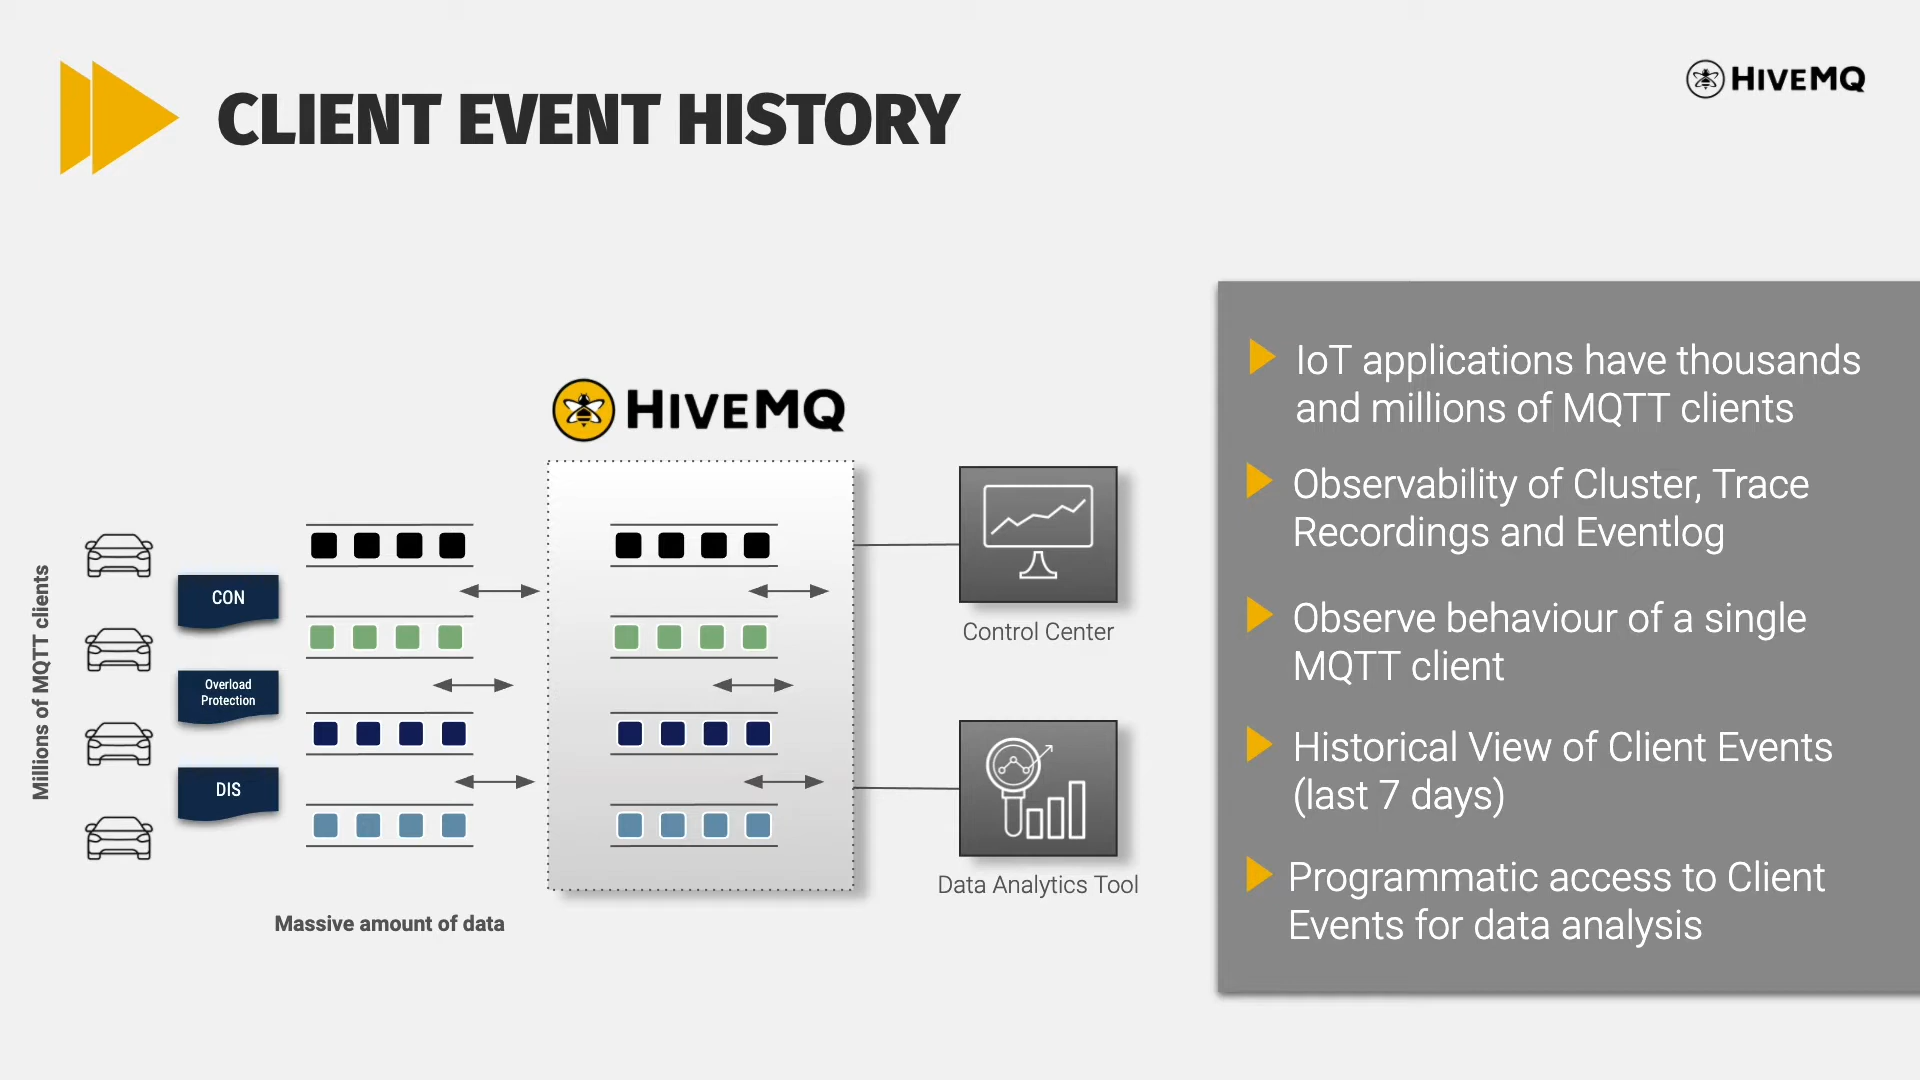 CLIENT EVENT HISTORY
HIVEMQ
HIVEMQ
Millions of MQTT clients
CON
Overload
Protection
DIS
Massive amount of data
Control Center
Data Analytics Tool
IoT applications have thousands
and millions of MQTT clients
Observability of Cluster, Trace
Recordings and Eventlog
Observe behaviour of a single
MQTT client
Historical View of Client Events
(last 7 days)
Programmatic access to Client
Events for data analysis